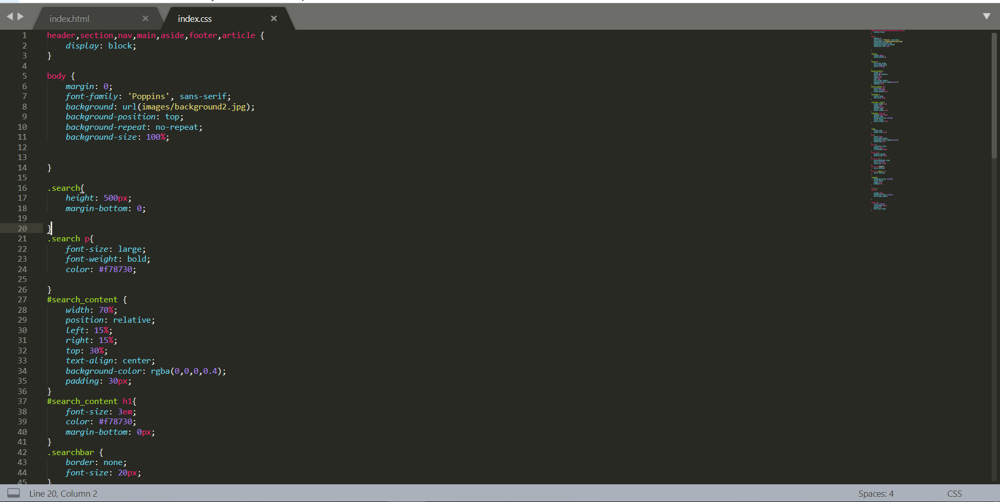 index.html × index.css ×
1 header,section,nav,main,aside,footer,article {
2 display: block;
3 }
4
5 body {
6 margin: 0;
7 font-family: 'Poppins', sans-serif;
8 background: url(images/background2.jpg);
9 background-position: top;
10 background-repeat: no-repeat;
11 background-size: 100%;
12
13
14 }
15
16 .search{
17 height: 500px;
18 margin-bottom: 0;
19
20 }
21 .search p{
22 font-size: large;
23 font-weight: bold;
24 color: #f78730;
25
26 }
27 #search_content {
28 width: 70%;
29 position: relative;
30 left: 15%;
31 right: 15%;
32 top: 30%;
33 text-align: center;
34 background-color: rgba(0,0,0,0.4);
35 padding: 30px;
36 }
37 #search_content h1{
38 font-size: 3em;
39 color: #f78730;
40 margin-bottom: 0px;
41 }
42 .searchbar {
43 border: none;
44 font-size: 20px;
45 }
Line 20, Column 2 Spaces: 4 CSS